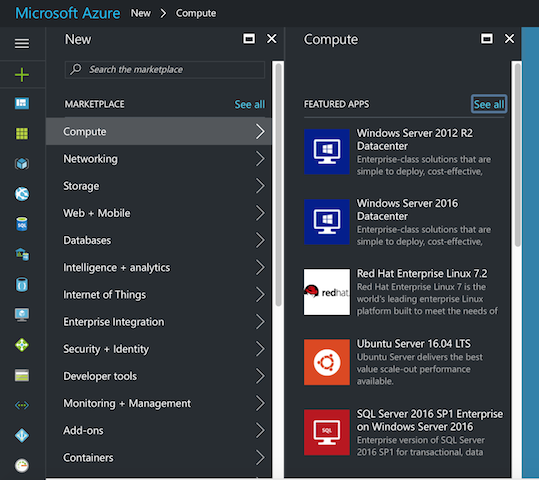 Microsoft Azure New > Compute
New
Search the marketplace
MARKETPLACE See all
Compute
Networking
Storage
Web + Mobile
Databases
Intelligence + analytics
Internet of Things
Enterprise Integration
Security + Identity
Developer tools
Monitoring + Management
Add-ons
Containers
Compute
FEATURED APPS See all
Windows Server 2012 R2
Datacenter
Enterprise-class solutions that are
simple to deploy, cost-effective,
Windows Server 2016
Datacenter
Enterprise-class solutions that are
simple to deploy, cost-effective,
redhat
Red Hat Enterprise Linux 7.2
Red Hat Enterprise Linux 7 is the
world's leading enterprise Linux
platform built to meet the needs of
Ubuntu Server 16.04 LTS
Ubuntu Server delivers the best
value scale-out performance
available.
SQL
SQL Server 2016 SP1 Enterprise
on Windows Server 2016
Enterprise version of SQL Server
2016 SP1 for transactional, data
SQL